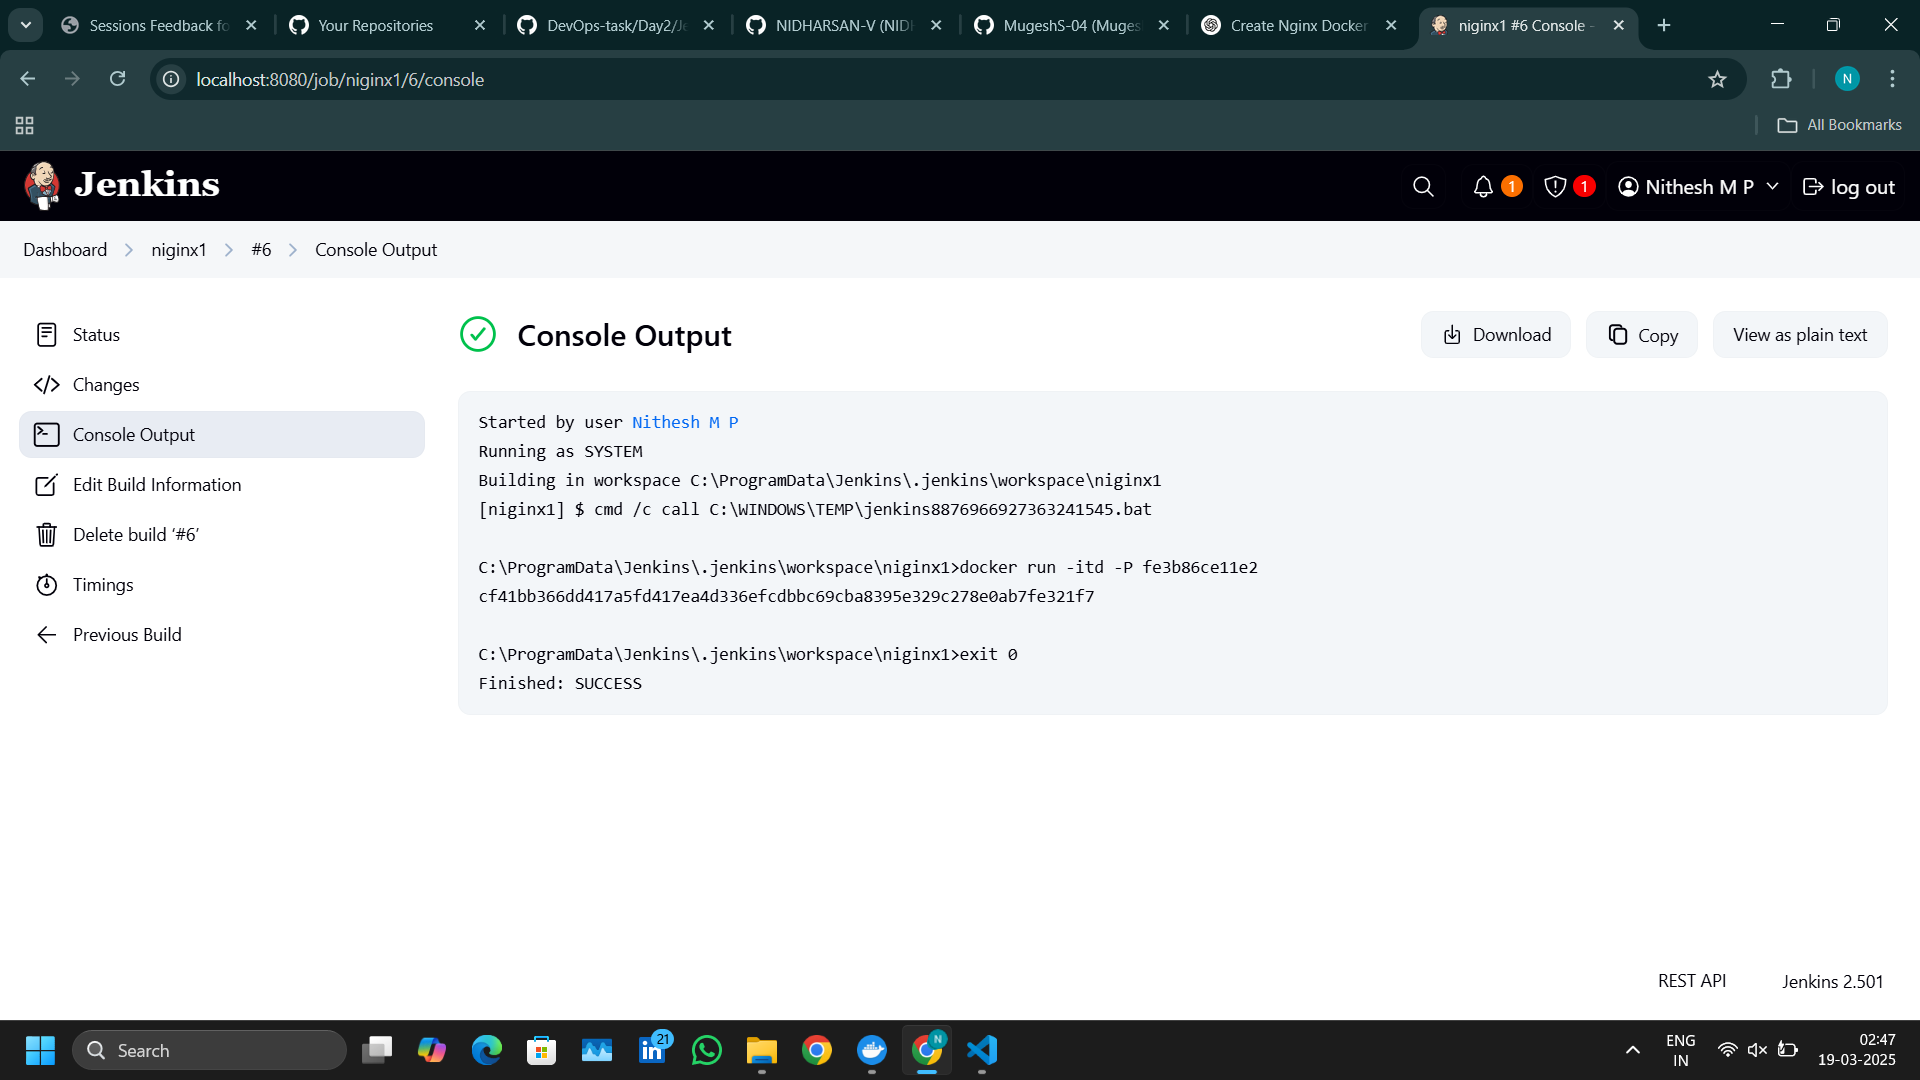 Sessions Feedback fo
Your Repositories
DevOps-task/Day2/Je
NIDHARSAN-V (NIDH
MugeshS-04 (Muges
Create Nginx Docker
niginx1 #6 Console -
localhost:8080/job/niginx1/6/console
N
All Bookmarks
Jenkins
1
1
Nithesh M P
log out
Dashboard
niginx1
#6
Console Output
Status
Changes
Console Output
Edit Build Information
Delete build ‘#6’
Timings
Previous Build
Console Output
Download
Copy
View as plain text
Started by user Nithesh M P
Running as SYSTEM
Building in workspace C:\ProgramData\Jenkins\.jenkins\workspace\niginx1
[niginx1] $ cmd /c call C:\WINDOWS\TEMP\jenkins8876966927363241545.bat
C:\ProgramData\Jenkins\.jenkins\workspace\niginx1>docker run -itd -P fe3b86ce11e2
cf41bb366dd417a5fd417ea4d336efcdbbc69cba8395e329c278e0ab7fe321f7
C:\ProgramData\Jenkins\.jenkins\workspace\niginx1>exit 0
Finished: SUCCESS
REST API
Jenkins 2.501
Search
21
N
ENG
IN
02:47
19-03-2025